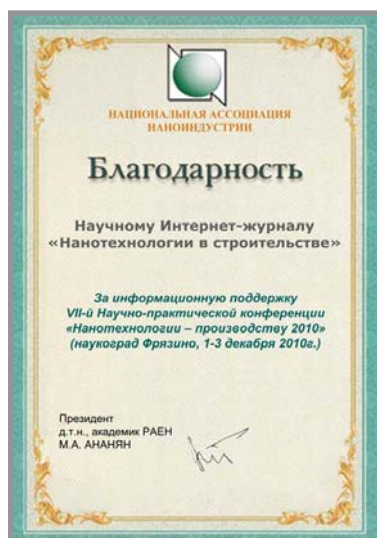 НАЦИОНАЛЬНАЯ АССОЦИАЦИЯ
НАНОИНДУСТРИИ
Благодарность
Научному Интернет-журналу
«Нанотехнологии в строительстве»
За информационную поддержку
VII-й Научно-практической конференции
«Нанотехнологии – производству 2010»
(наукоград Фрязино, 1-3 декабря 2010г.)
Президент
д.т.н., академик РАЕН
М.А. АНАНЯН